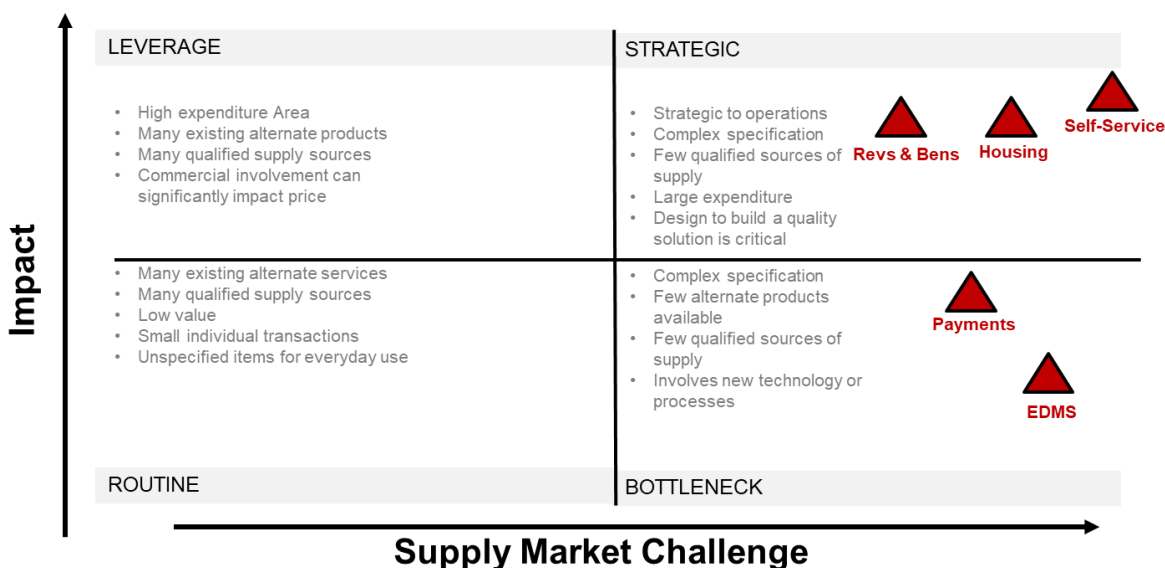 LEVERAGE
• High expenditure Area
• Many existing alternate products
• Many qualified supply sources
• Commercial involvement can
significantly impact price
STRATEGIC
• Strategic to operations
• Complex specification
• Few qualified sources of
supply
• Large expenditure
• Design to build a quality
solution is critical
Revs & Bens
Housing
Self-Service
Impact
• Many existing alternate services
• Many qualified supply sources
• Low value
• Small individual transactions
• Unspecified items for everyday use
ROUTINE
• Complex specification
• Few alternate products
available
• Few qualified sources of
supply
• Involves new technology or
processes
Payments
EDMS
BOTTLENECK
Supply Market Challenge